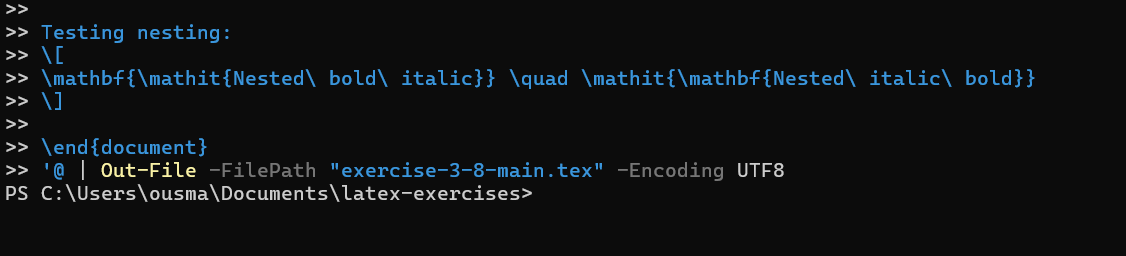 >>
>> Testing nesting:
>> \[
>> \mathbf{\mathit{Nested\ bold\ italic}} \quad \mathit{\mathbf{Nested\ italic\ bold}}
>> \]
>>
>> \end{document}
>> '@ | Out-File -FilePath "exercise-3-8-main.tex" -Encoding UTF8
PS C:\Users\ousma\Documents\latex-exercises>